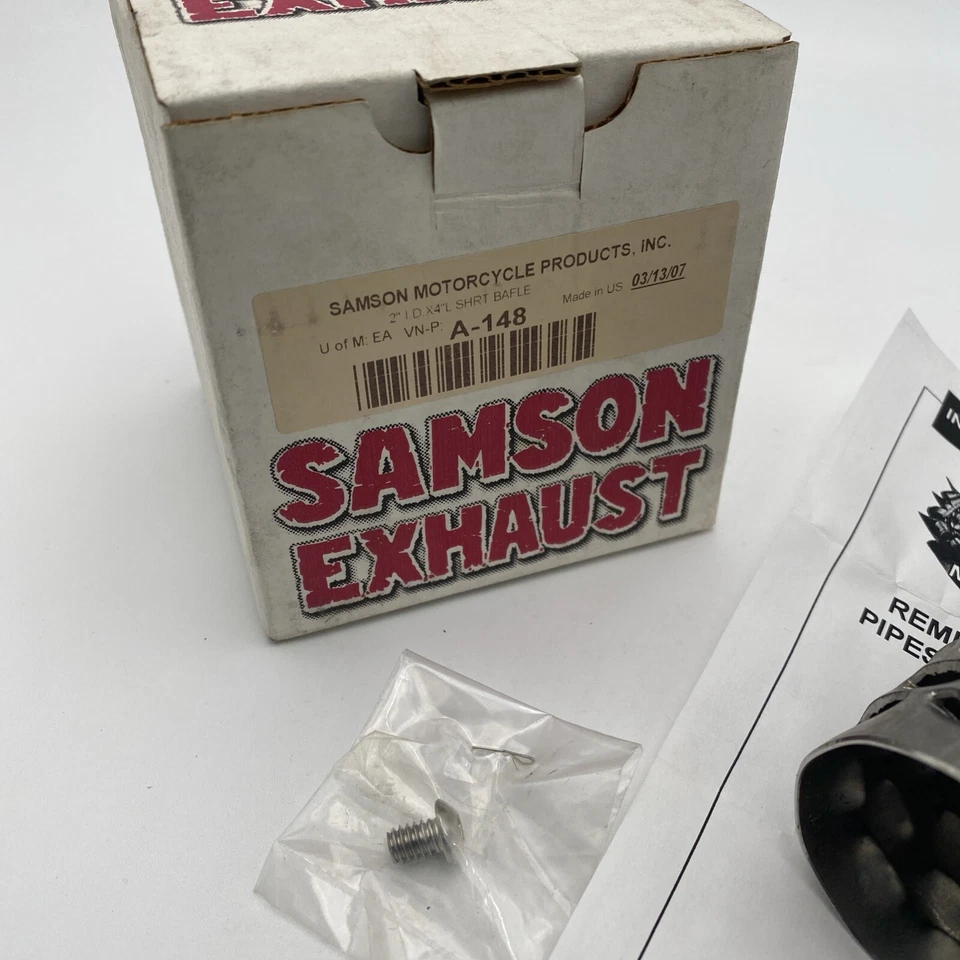 SAMSON MOTORCYCLE PRODUCTS, INC.
2" I.D.X4"L SHRT BAFLE
Made in US 03/13/07
U of M: EA VN-P: A-148
SAMSON
EXHAUST
PIPES